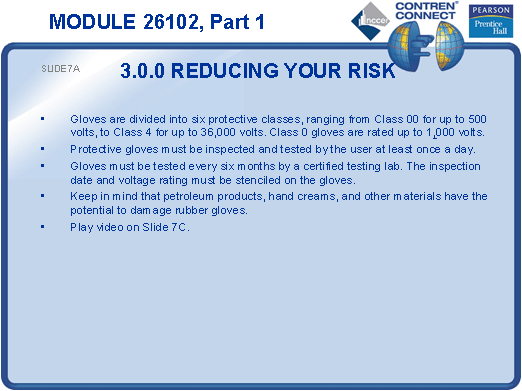 MODULE 26102, Part 1
nccer
CONTREN®
CONNECT
PEARSON
Prentice
Hall
SLIDE 7A
3.0.0 REDUCING YOUR RISK
• Gloves are divided into six protective classes, ranging from Class 00 for up to 500
volts, to Class 4 for up to 36,000 volts. Class 0 gloves are rated up to 1,000 volts.
• Protective gloves must be inspected and tested by the user at least once a day.
• Gloves must be tested every six months by a certified testing lab. The inspection
date and voltage rating must be stenciled on the gloves.
• Keep in mind that petroleum products, hand creams, and other materials have the
potential to damage rubber gloves.
• Play video on Slide 7C.